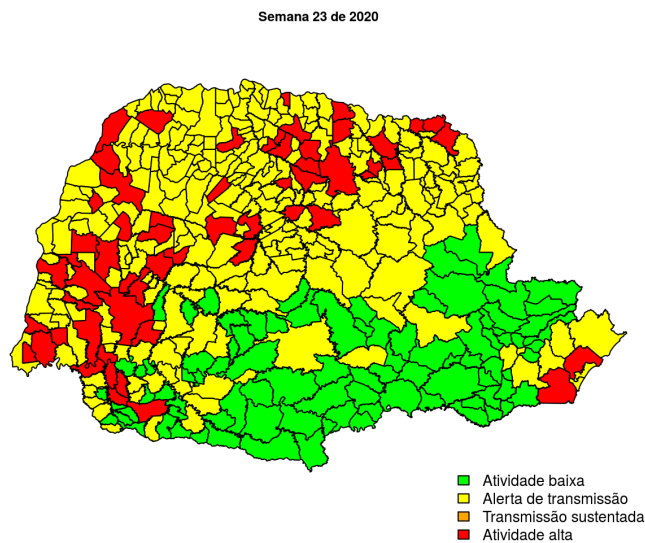 Semana 23 de 2020
Atividade baixa
Alerta de transmissão
Transmissão sustentada
Atividade alta